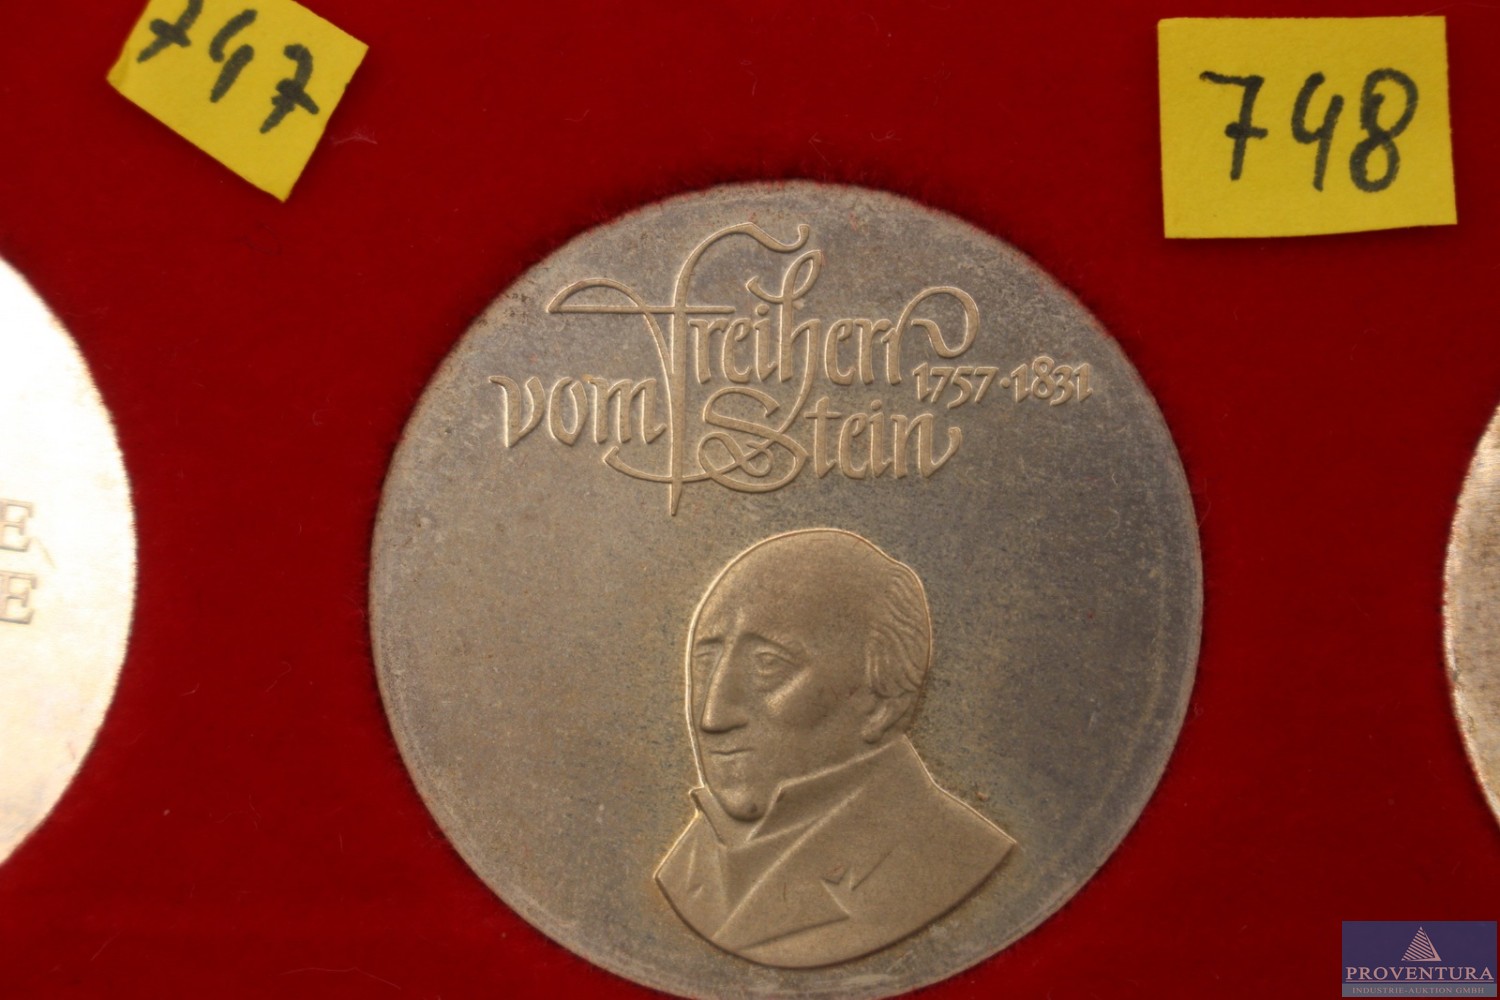 747
748
Freiherr
vom Stein
1757·1831
E
E
PROVENTURA
INDUSTRIE-AUKTION GMBH